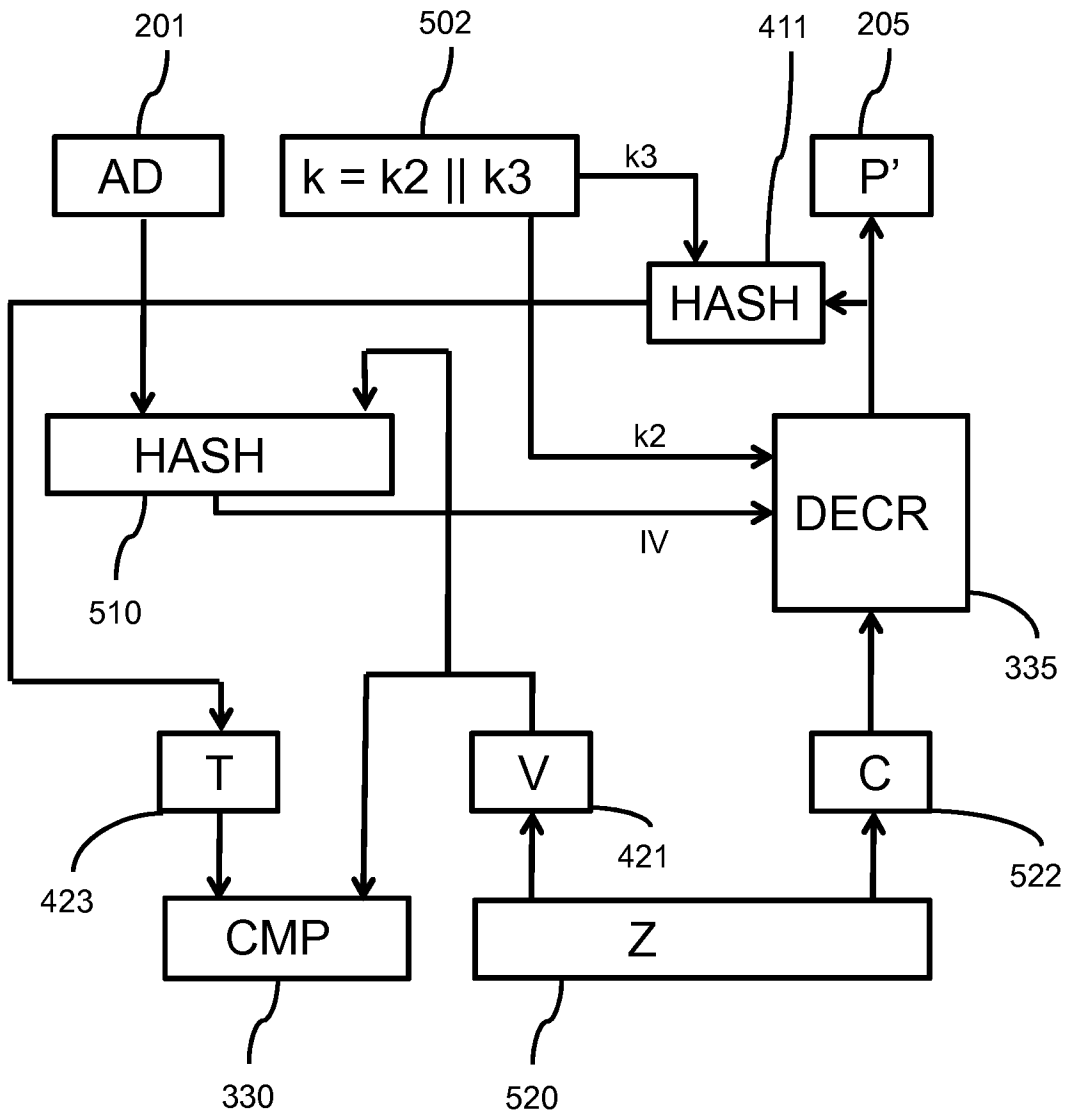 201
502
411
205
AD
k = k2 || k3
k3
P’
HASH
HASH
k2
IV
DECR
510
335
T
V
C
423
421
522
CMP
Z
330
520